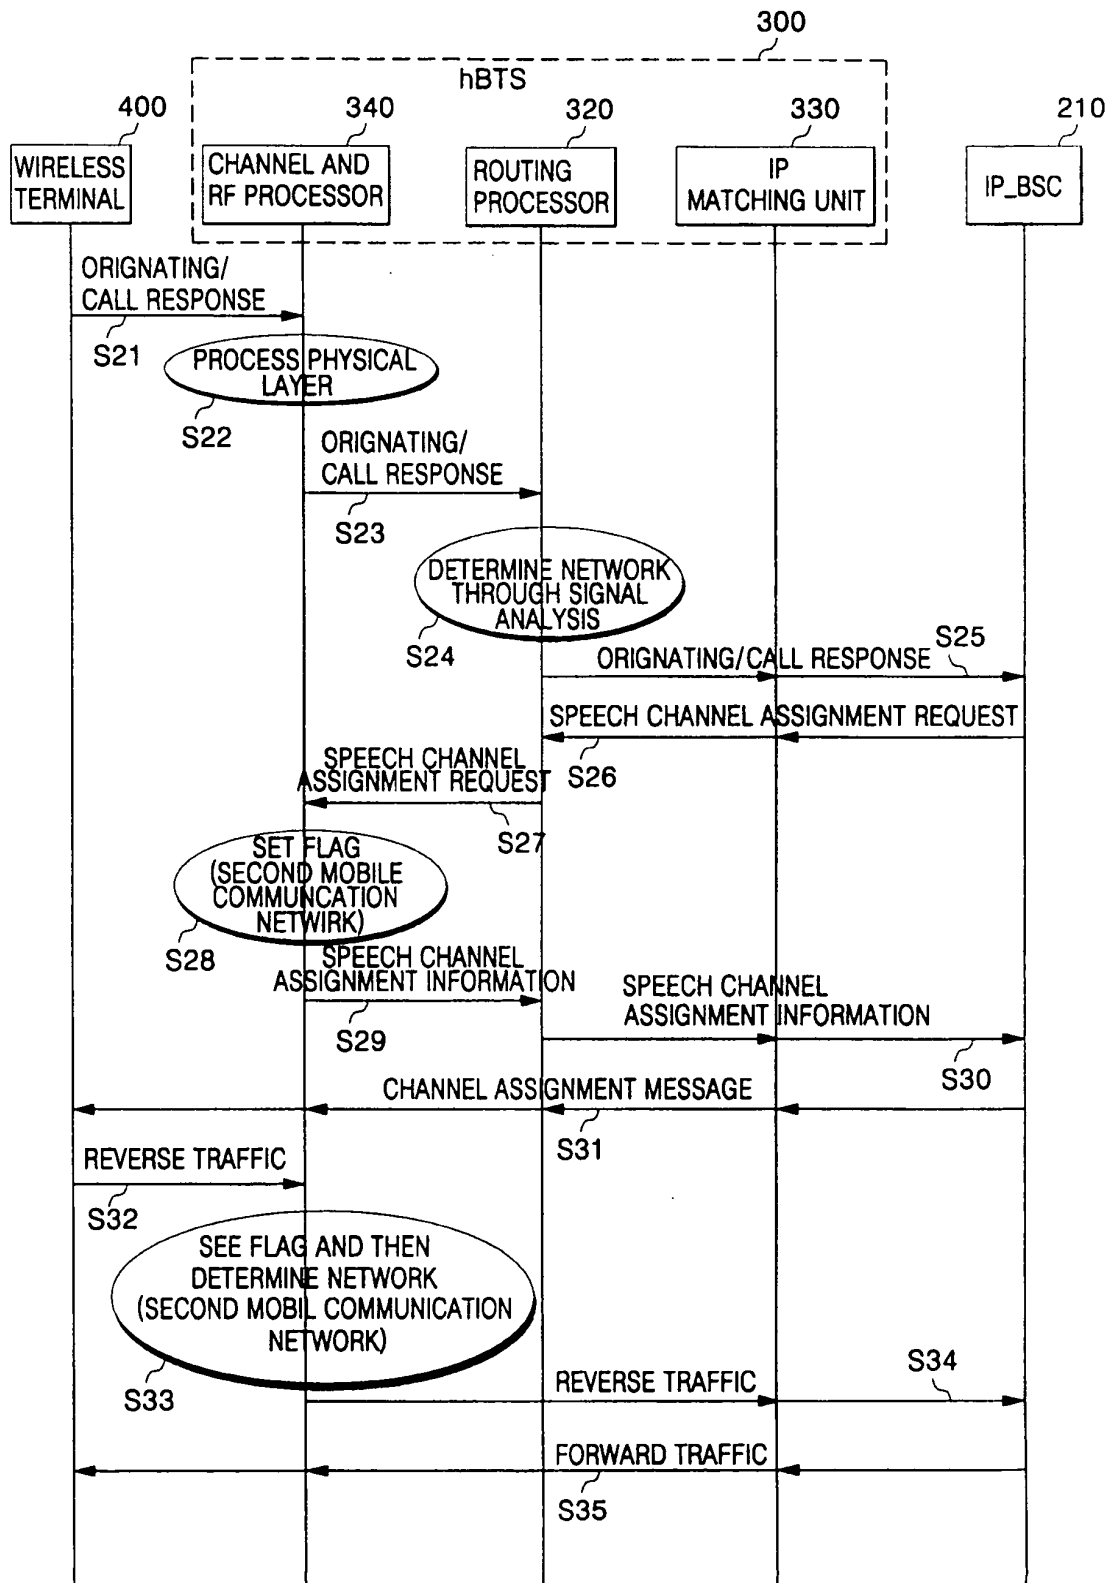 300
hBTS
400
340
320
330
210
WIRELESS
TERMINAL
CHANNEL AND
RF PROCESSOR
ROUTING
PROCESSOR
IP
MATCHING UNIT
IP_BSC
ORIGNATING/
CALL RESPONSE
S21
PROCESS PHYSICAL
LAYER
S22
ORIGNATING/
CALL RESPONSE
S23
DETERMINE NETWORK
THROUGH SIGNAL
ANALYSIS
S24
S25
ORIGNATING/CALL RESPONSE
SPEECH CHANNEL ASSIGNMENT REQUEST
S26
SPEECH CHANNEL
ASSIGNMENT REQUEST
S27
SET FLAG
(SECOND MOBILE
COMMUNCATION
NETWIRK)
S28
SPEECH CHANNEL
ASSIGNMENT INFORMATION
S29
SPEECH CHANNEL
ASSIGNMENT INFORMATION
S30
CHANNEL ASSIGNMENT MESSAGE
S31
REVERSE TRAFFIC
S32
SEE FLAG AND THEN
DETERMINE NETWORK
(SECOND MOBIL COMMUNICATION
NETWORK)
S33
REVERSE TRAFFIC
S34
FORWARD TRAFFIC
S35